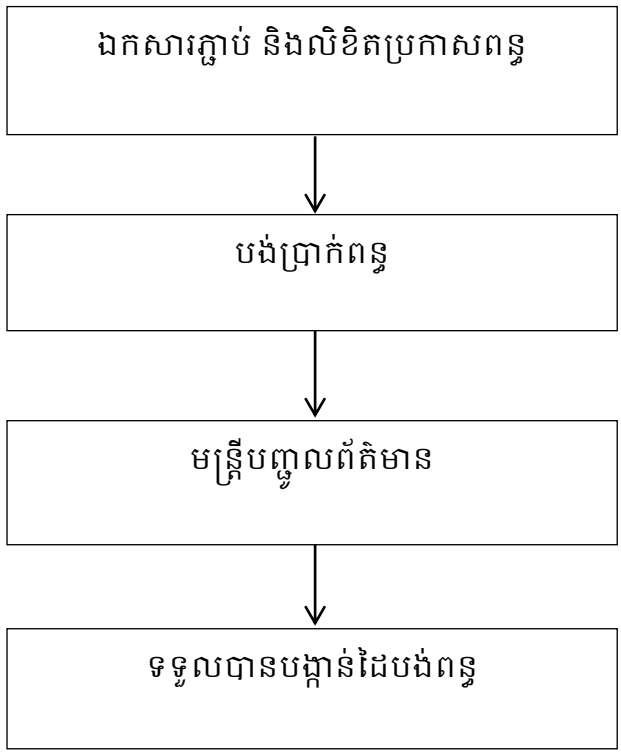 ឯកសារភ្ជាប់ និងលិខិតប្រកាសពន្ធ
បង់ប្រាក់ពន្ធ
មន្ត្រីបញ្ជូលព័ត៌មាន
ទទួលបានបង្កាន់ដៃបង់ពន្ធ